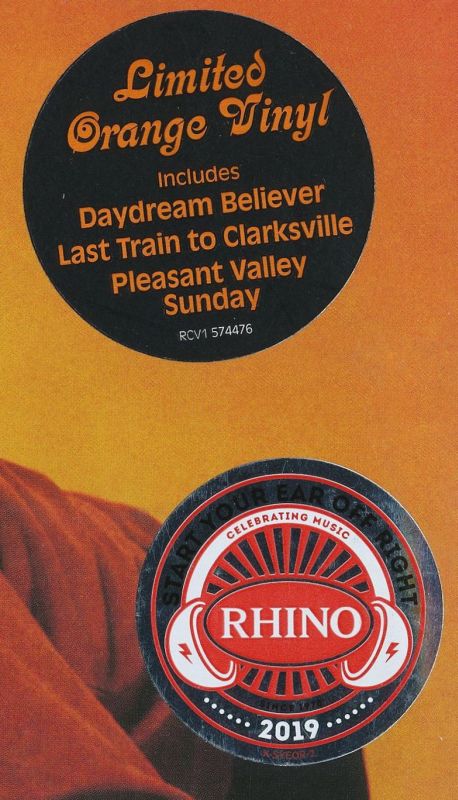 Limited
Orange Vinyl
Includes
Daydream Believer
Last Train to Clarksville
Pleasant Valley
Sunday
RCV1 574476
START YOUR EAR OFF RIGHT
CELEBRATING MUSIC
RHINO
SINCE 1978
2019